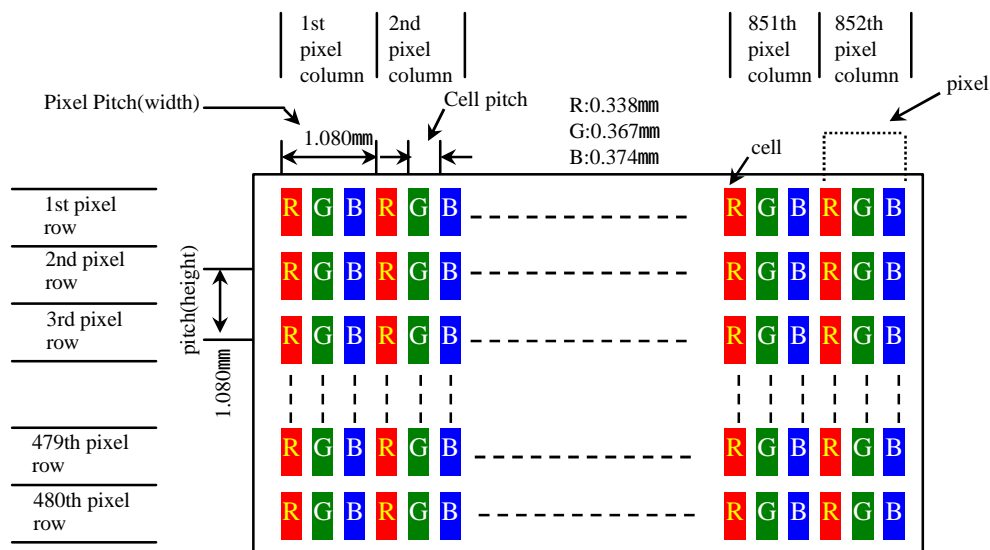 1st
pixel
column
2nd
pixel
column
851th
pixel
column
852th
pixel
column
Pixel Pitch(width)
Cell pitch
pixel
1.080㎜
R:0.338㎜
G:0.367㎜
B:0.374㎜
cell
1st pixel
row
R G B R G B R G B R G B
2nd pixel
row
R G B R G B R G B R G B
pitch(height)
1.080㎜
3rd pixel
row
R G B R G B R G B R G B
479th pixel
row
R G B R G B R G B R G B
480th pixel
row
R G B R G B R G B R G B